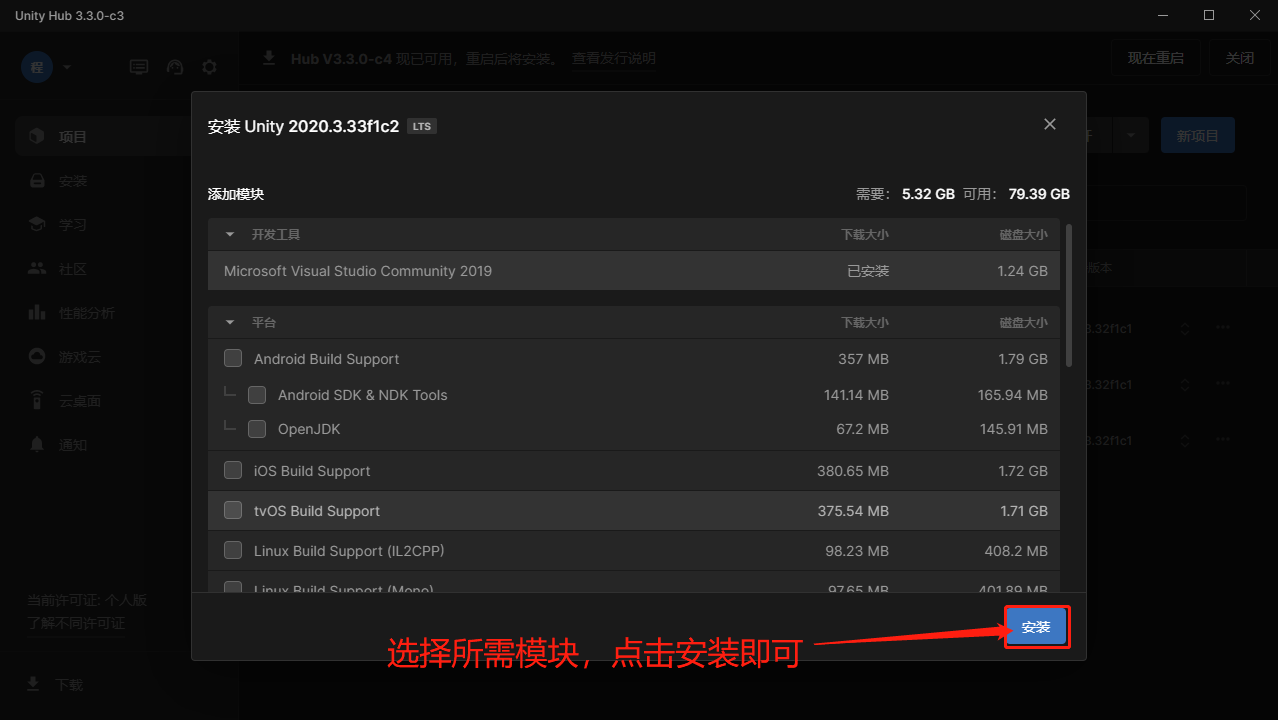 Unity Hub 3.3.0-c3
程
Hub V3.3.0-c4 现已可用，重启后将安装。 查看发行说明
现在重启
关闭
安装 Unity 2020.3.33f1c2 LTS
项目
新项目
安装
学习
社区
性能分析
游戏云
云桌面
通知
添加模块
需要： 5.32 GB 可用： 79.39 GB
开发工具 下载大小 磁盘大小
Microsoft Visual Studio Community 2019 已安装 1.24 GB
平台 下载大小 磁盘大小
Android Build Support 357 MB 1.79 GB
Android SDK & NDK Tools 141.14 MB 165.94 MB
OpenJDK 67.2 MB 145.91 MB
iOS Build Support 380.65 MB 1.72 GB
tvOS Build Support 375.54 MB 1.71 GB
Linux Build Support (IL2CPP) 98.23 MB 408.2 MB
Linux Build Support (Mono) 97.65 MB 401.89 MB
版本
3.32f1c1
3.32f1c1
3.32f1c1
当前许可证: 个人版
了解不同许可证
安装
选择所需模块，点击安装即可
下载